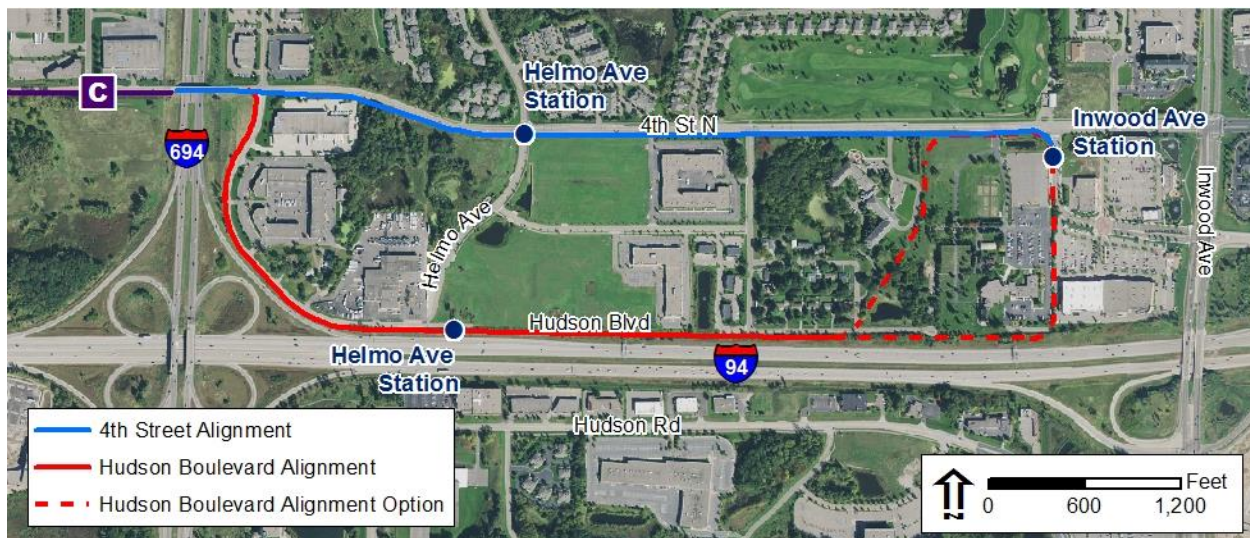 C
694
Helmo Ave
Station
4th St N
Inwood Ave
Station
Inwood Ave
Helmo Ave
Hudson Blvd
Helmo Ave
Station
94
Hudson Rd
4th Street Alignment
Hudson Boulevard Alignment
Hudson Boulevard Alignment Option
N
Feet
0 600 1,200